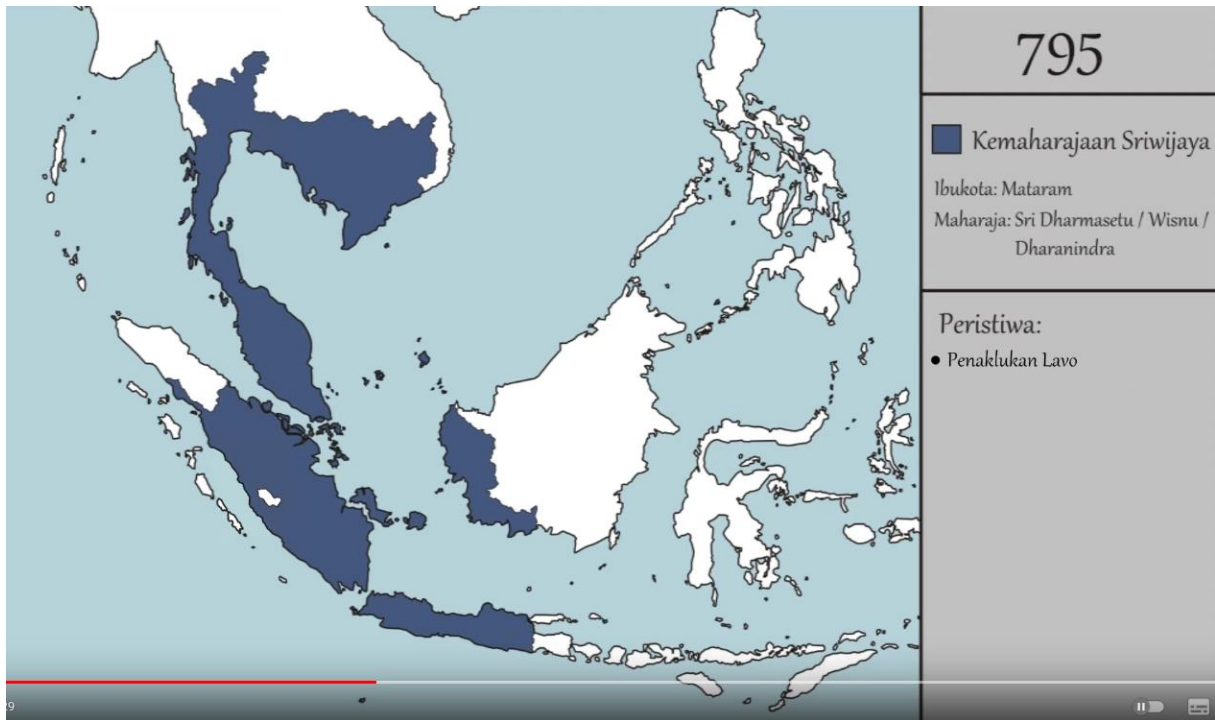 795
Kemaharajaan Sriwijaya
Ibukota: Mataram
Maharaja: Sri Dharmasetu / Wisnu /
Dharanindra
Peristiwa:
• Penaklukan Lavo